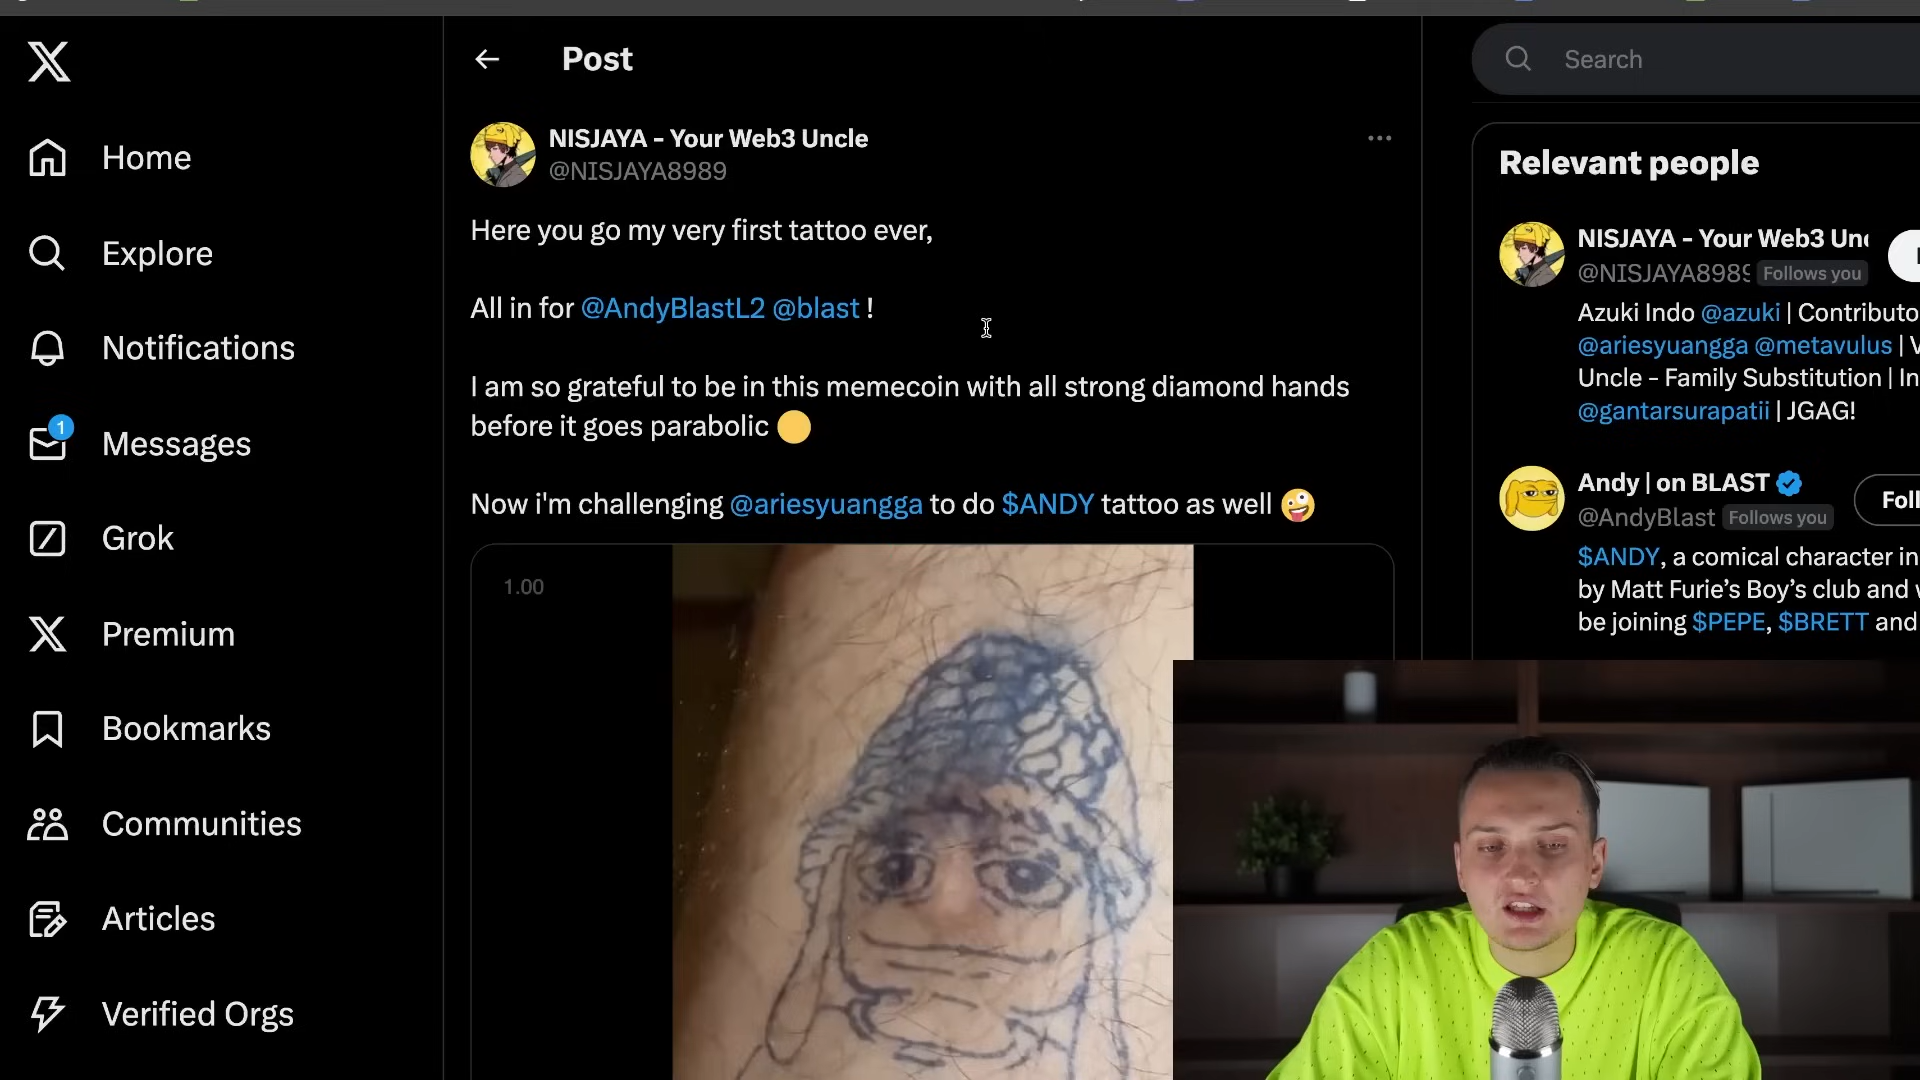 Post
Search
NISJAYA - Your Web3 Uncle
@NISJAYA8989
Home
Explore
Notifications
1
Messages
Grok
Premium
Bookmarks
Communities
Articles
Verified Orgs
Here you go my very first tattoo ever,
All in for @AndyBlastL2 @blast !
I am so grateful to be in this memecoin with all strong diamond hands
before it goes parabolic
Now i'm challenging @ariesyuangga to do $ANDY tattoo as well
1.00
Relevant people
NISJAYA - Your Web3 Un
@NISJAYA898 Follows you
Azuki Indo @azuki | Contributo
@ariesyuangga @metavulus | V
Uncle - Family Substitution | In
@gantarsurapatii | JGAG!
Andy | on BLAST
@AndyBlast Follows you
Foll
$ANDY, a comical character in
by Matt Furie’s Boy’s club and
be joining $PEPE, $BRETT and